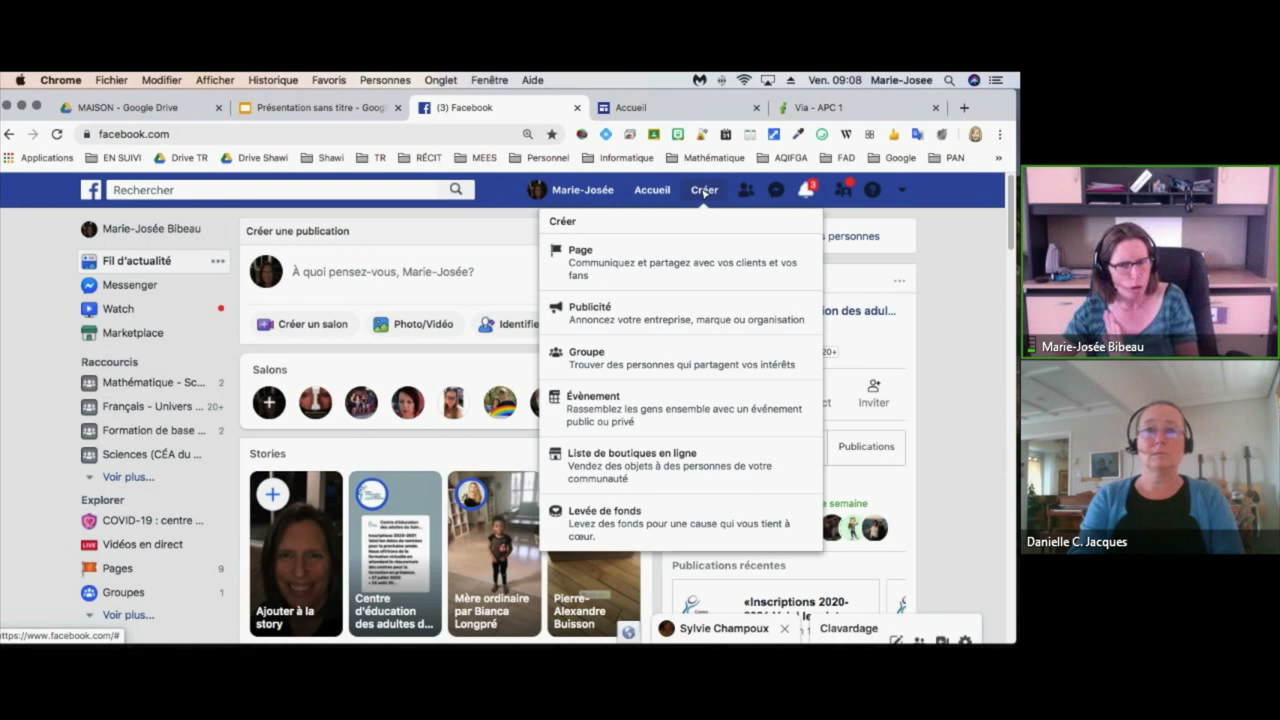 Chrome Fichier Modifier Afficher Historique Favoris Personnes Onglet Fenêtre Aide Ven. 09:08 Marie-Josee
MAISON - Google Drive Présentation sans titre - Goog (3) Facebook Accueil Via - APC 1
facebook.com
Applications EN SUIVI Drive TR Drive Shawi Shawi TR RÉCIT MEES Personnel Informatique Mathématique AQIFGA FAD Google PAN »
Rechercher Marie-Josée Accueil Créer 3
Marie-Josée Bibeau
Fil d'actualité
Messenger
Watch
Marketplace
Raccourcis
Mathématique - Sc... 2
Français - Univers ... 20+
Formation de base ... 2
Sciences (CÉA du ...
Voir plus...
Explorer
COVID-19 : centre ...
LIVE Vidéos en direct
Pages 9
Groupes 1
Voir plus...
ttps://www.facebook.com/#
Créer une publication
À quoi pensez-vous, Marie-Josée?
Créer un salon Photo/Vidéo Identifie
Salons
Stories
Ajouter à la
story
Centre
d'éducation
des adultes d...
Mère ordinaire
par Bianca
Longpré
Pierre-
Alexandre
Buisson
Créer
Page
Communiquez et partagez avec vos clients et vos
fans
Publicité
Annoncez votre entreprise, marque ou organisation
Groupe
Trouver des personnes qui partagent vos intérêts
Évènement
Rassemblez les gens ensemble avec un événement
public ou privé
Liste de boutiques en ligne
Vendez des objets à des personnes de votre
communauté
Levée de fonds
Levez des fonds pour une cause qui vous tient à
cœur.
s personnes
ion des adul...
20+
ct Inviter
Publications
e semaine
Publications récentes
«Inscriptions 2020-
Sylvie Champoux Clavardage
Marie-Josée Bibeau
Danielle C. Jacques